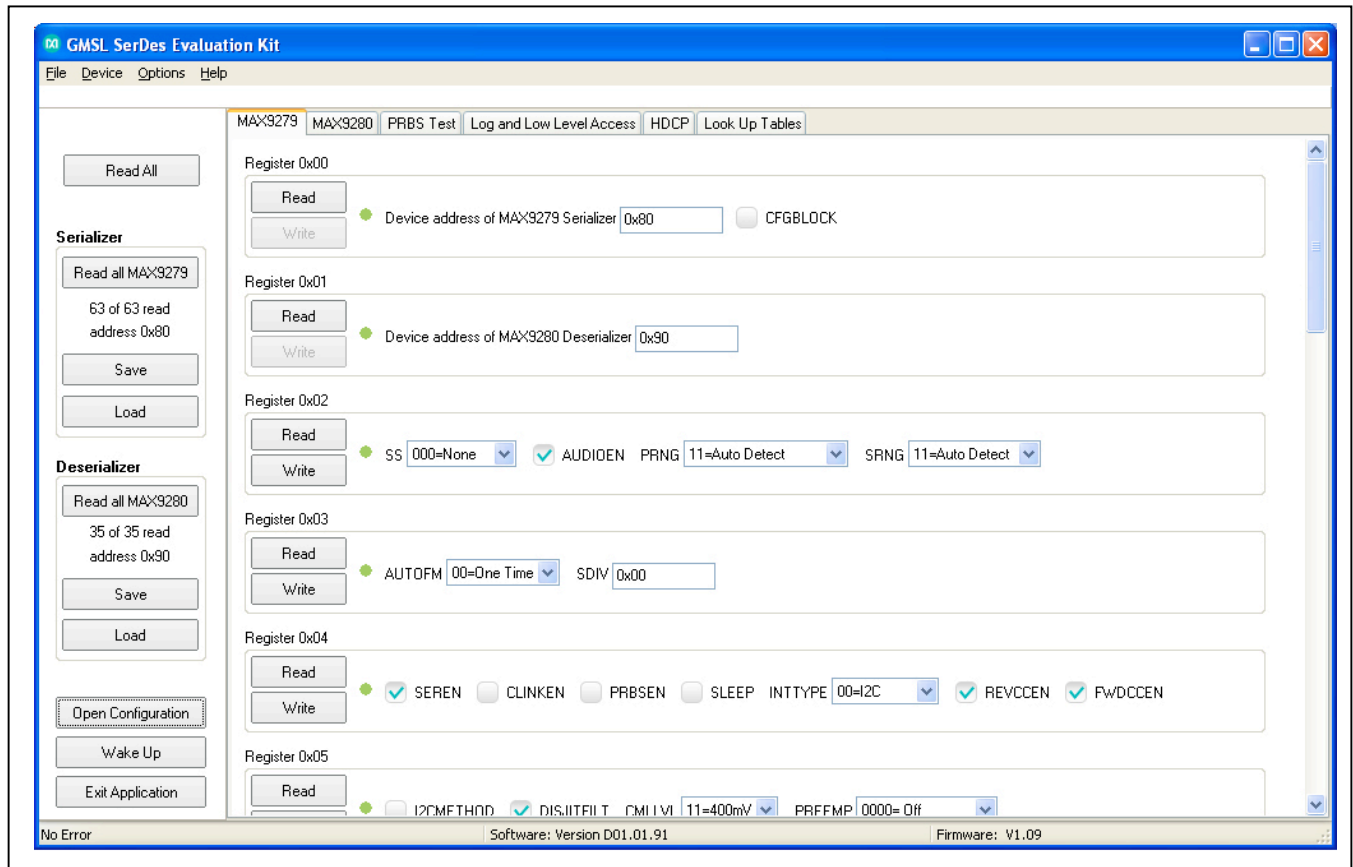 GMSL SerDes Evaluation Kit
File Device Options Help
MAX9279 MAX9280 PRBS Test Log and Low Level Access HDCP Look Up Tables
Read All
Serializer
Read all MAX9279
63 of 63 read
address 0x80
Save
Load
Deserializer
Read all MAX9280
35 of 35 read
address 0x90
Save
Load
Open Configuration
Wake Up
Exit Application
Register 0x00
Read
Write
Device address of MAX9279 Serializer 0x80 CFGBLOCK
Register 0x01
Read
Write
Device address of MAX9280 Deserializer 0x90
Register 0x02
Read
Write
SS 000=None AUDIOEN PRNG 11=Auto Detect SRNG 11=Auto Detect
Register 0x03
Read
Write
AUTOFM 00=One Time SDIV 0x00
Register 0x04
Read
Write
SEREN CLINKEN PRBSEN SLEEP INTTYPE 00=I2C REVCCEN FWDCCEN
Register 0x05
Read
I2CMETHOD DISJITFILT CMLLVL 11=400mV PREEMP 0000= Off
No Error Software: Version D01.01.91 Firmware: V1.09